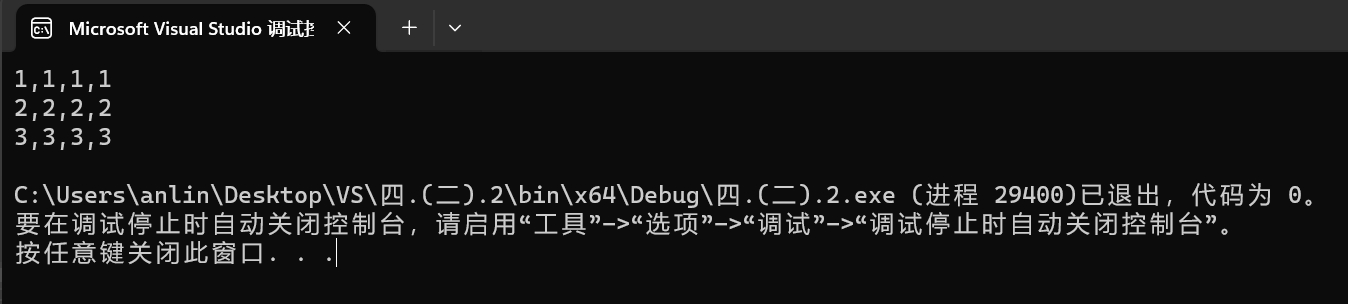 Microsoft Visual Studio 调试
1,1,1,1
2,2,2,2
3,3,3,3
C:\Users\anlin\Desktop\VS\四.(二).2\bin\x64\Debug\四.(二).2.exe (进程 29400)已退出，代码为 0。
要在调试停止时自动关闭控制台，请启用“工具”->“选项”->“调试”->“调试停止时自动关闭控制台”。
按任意键关闭此窗口. . .